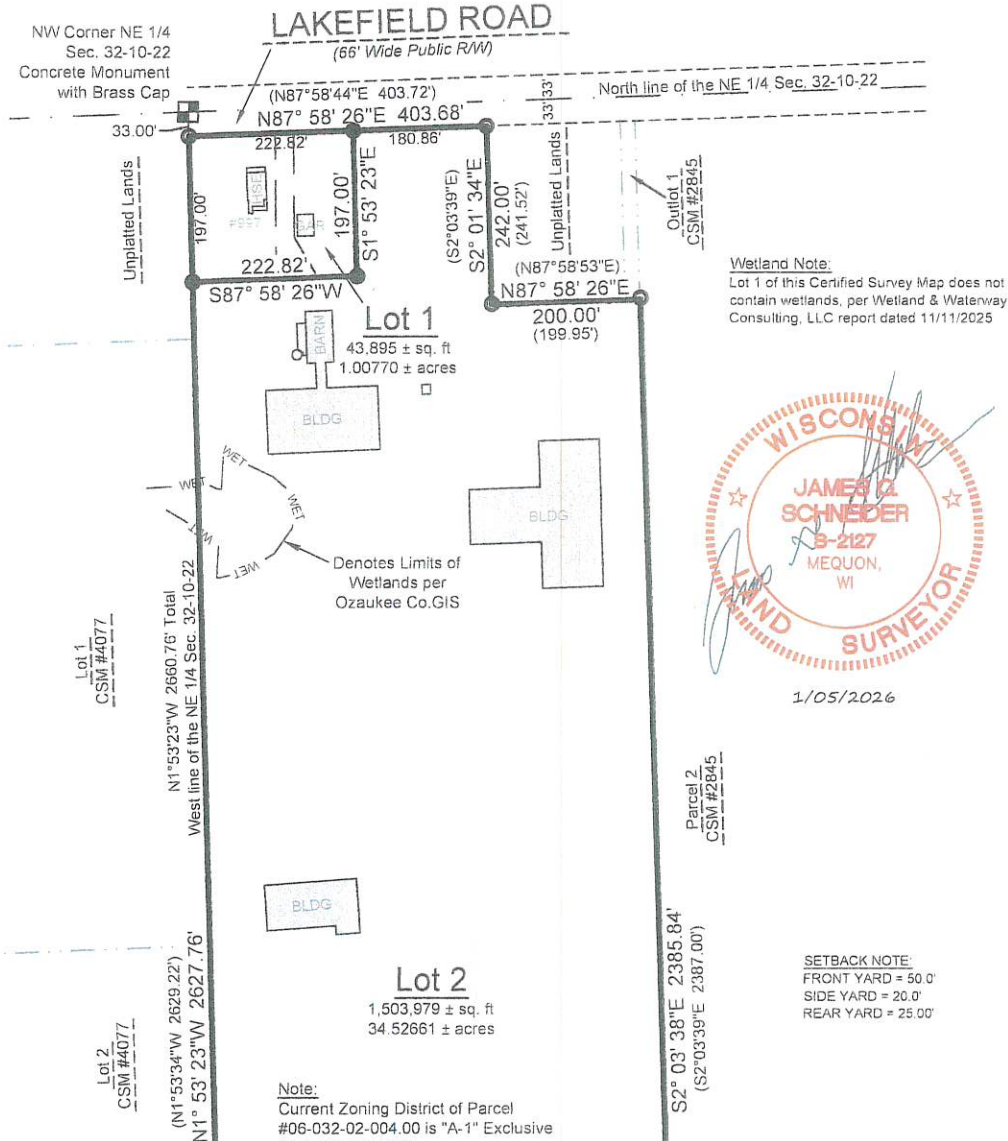 LAKEFIELD ROAD
(66' Wide Public R/W)
NW Corner NE 1/4
Sec. 32-10-22
Concrete Monument
with Brass Cap
North line of the NE 1/4 Sec. 32-10-22
(N87°58'44"E 403.72')
N87° 58' 26"E 403.68'
33' 33'
33.00'
222.82'
180.86'
Unplatted Lands
197.00'
197.00'
S1° 53' 23"E
(S2°03'39"E)
S2° 01' 34"E
242.00'
(241.52')
Unplatted Lands
Outlot 1
CSM #2845
222.82'
S87° 58' 26"W
(N87°58'53"E)
N87° 58' 26"E
200.00'
(199.95')
Wetland Note:
Lot 1 of this Certified Survey Map does not
contain wetlands, per Wetland & Waterway
Consulting, LLC report dated 11/11/2025
Lot 1
43,895 ± sq. ft
1.00770 ± acres
BARN
BLDG
BLDG
WET
WET
WET
WET
WET
Denotes Limits of
Wetlands per
Ozaukee Co.GIS
WISCONSIN
JAMES G.
SCHNEIDER
S-2127
MEQUON,
WI
LAND SURVEYOR
1/05/2026
Lot 1
CSM #4077
N1°53'23"W 2660.76' Total
West line of the NE 1/4 Sec. 32-10-22
Parcel 2
CSM #2845
BLDG
Lot 2
1,503,979 ± sq. ft
34.52661 ± acres
SETBACK NOTE:
FRONT YARD = 50.0'
SIDE YARD = 20.0'
REAR YARD = 25.00'
Lot 2
CSM #4077
(N1°53'34"W 2629.22')
N1° 53' 23"W 2627.76'
S2° 03' 38"E 2385.84'
(S2°03'39"E 2387.00')
Note:
Current Zoning District of Parcel
#06-032-02-004.00 is "A-1" Exclusive